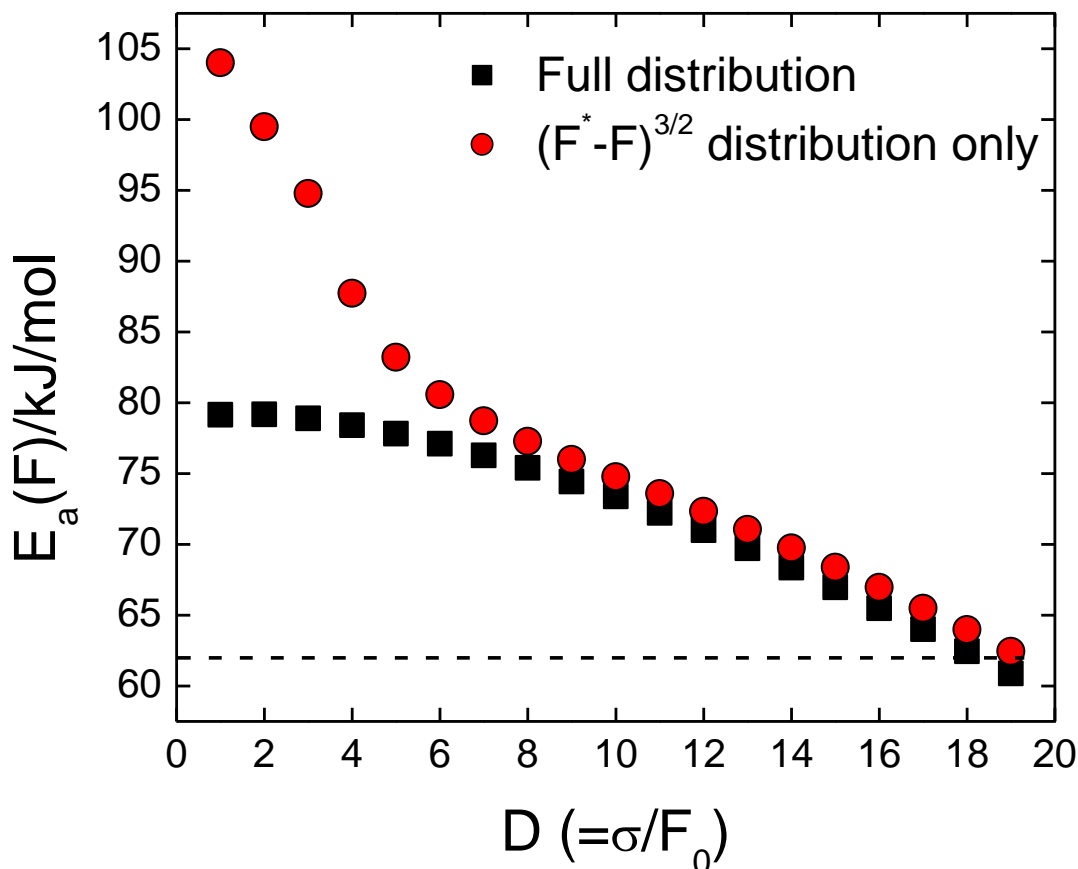 Full distribution
(F*-F)^{3/2} distribution only
E_a(F)/kJ/mol
105
100
95
90
85
80
75
70
65
60
0 2 4 6 8 10 12 14 16 18 20
D (=σ/F_0)